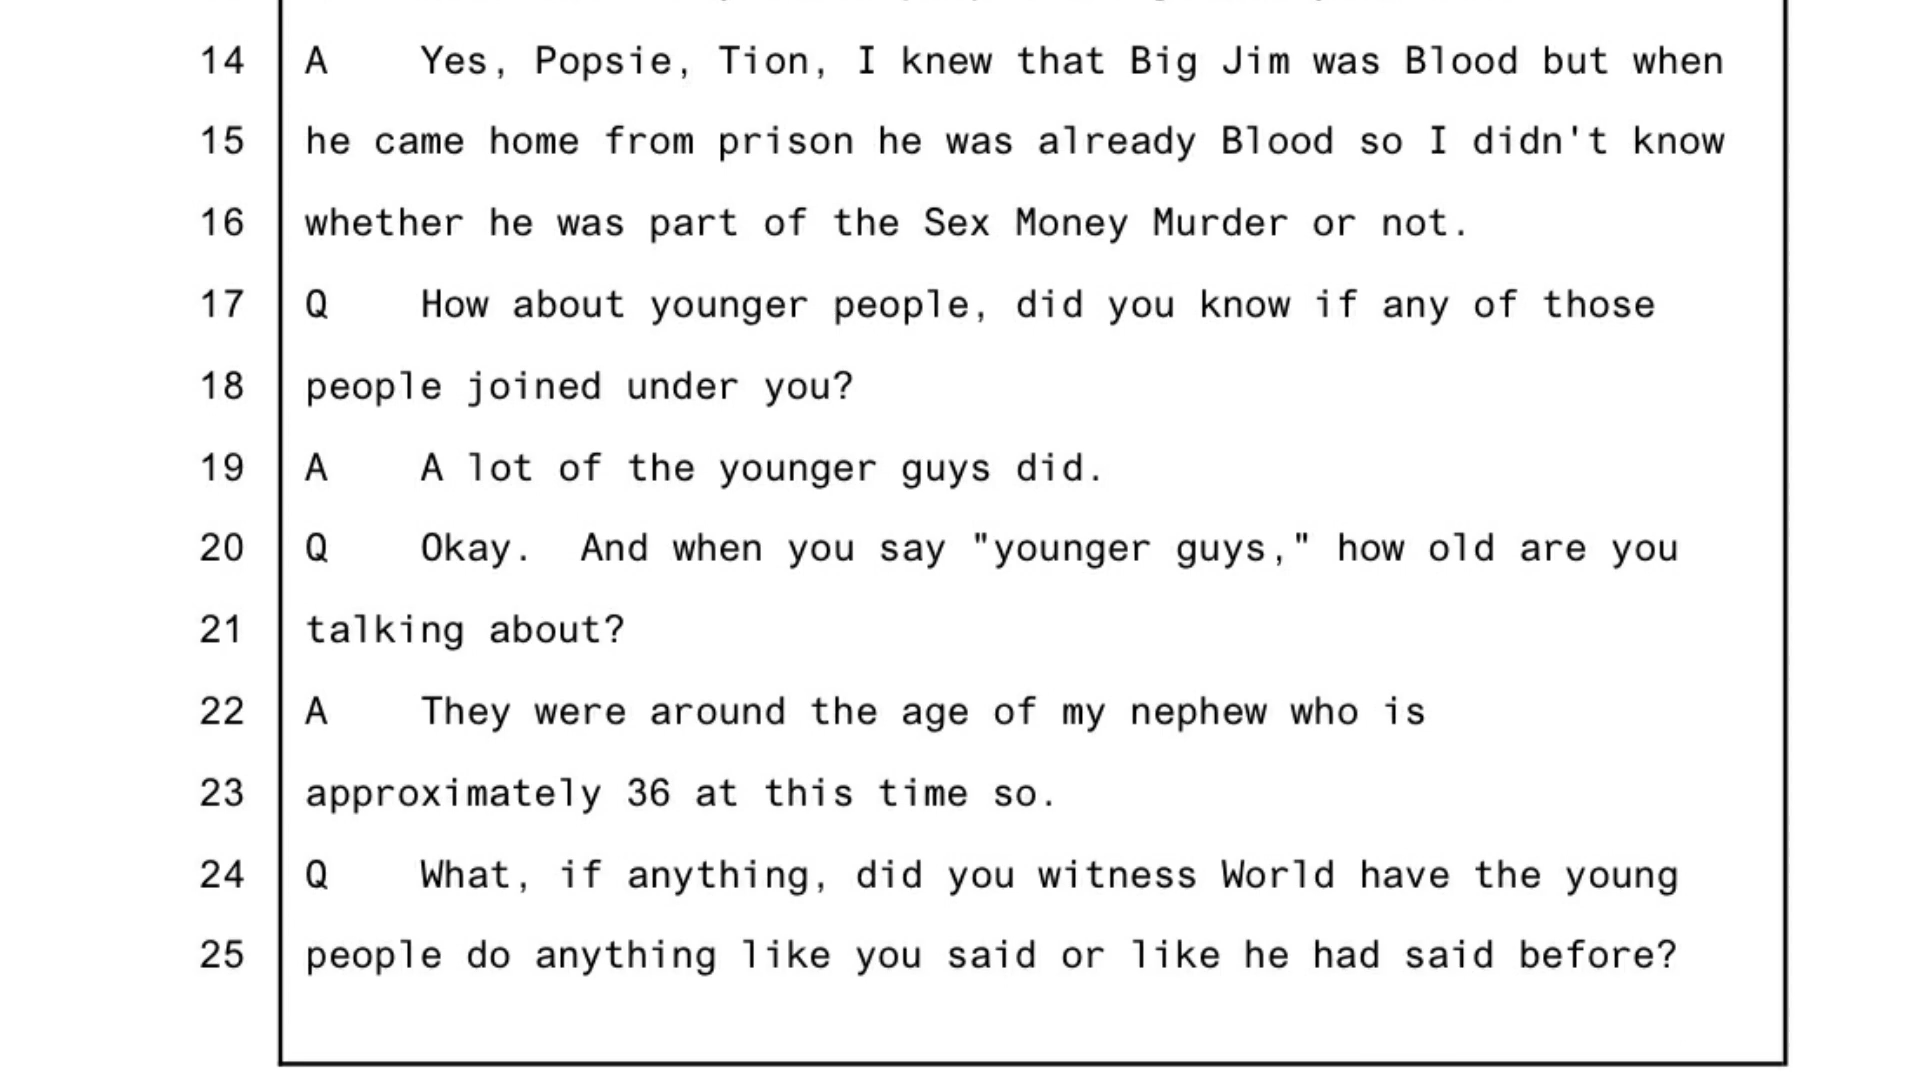 14 A Yes, Popsie, Tion, I knew that Big Jim was Blood but when
15 he came home from prison he was already Blood so I didn't know
16 whether he was part of the Sex Money Murder or not.
17 Q How about younger people, did you know if any of those
18 people joined under you?
19 A A lot of the younger guys did.
20 Q Okay. And when you say "younger guys," how old are you
21 talking about?
22 A They were around the age of my nephew who is
23 approximately 36 at this time so.
24 Q What, if anything, did you witness World have the young
25 people do anything like you said or like he had said before?